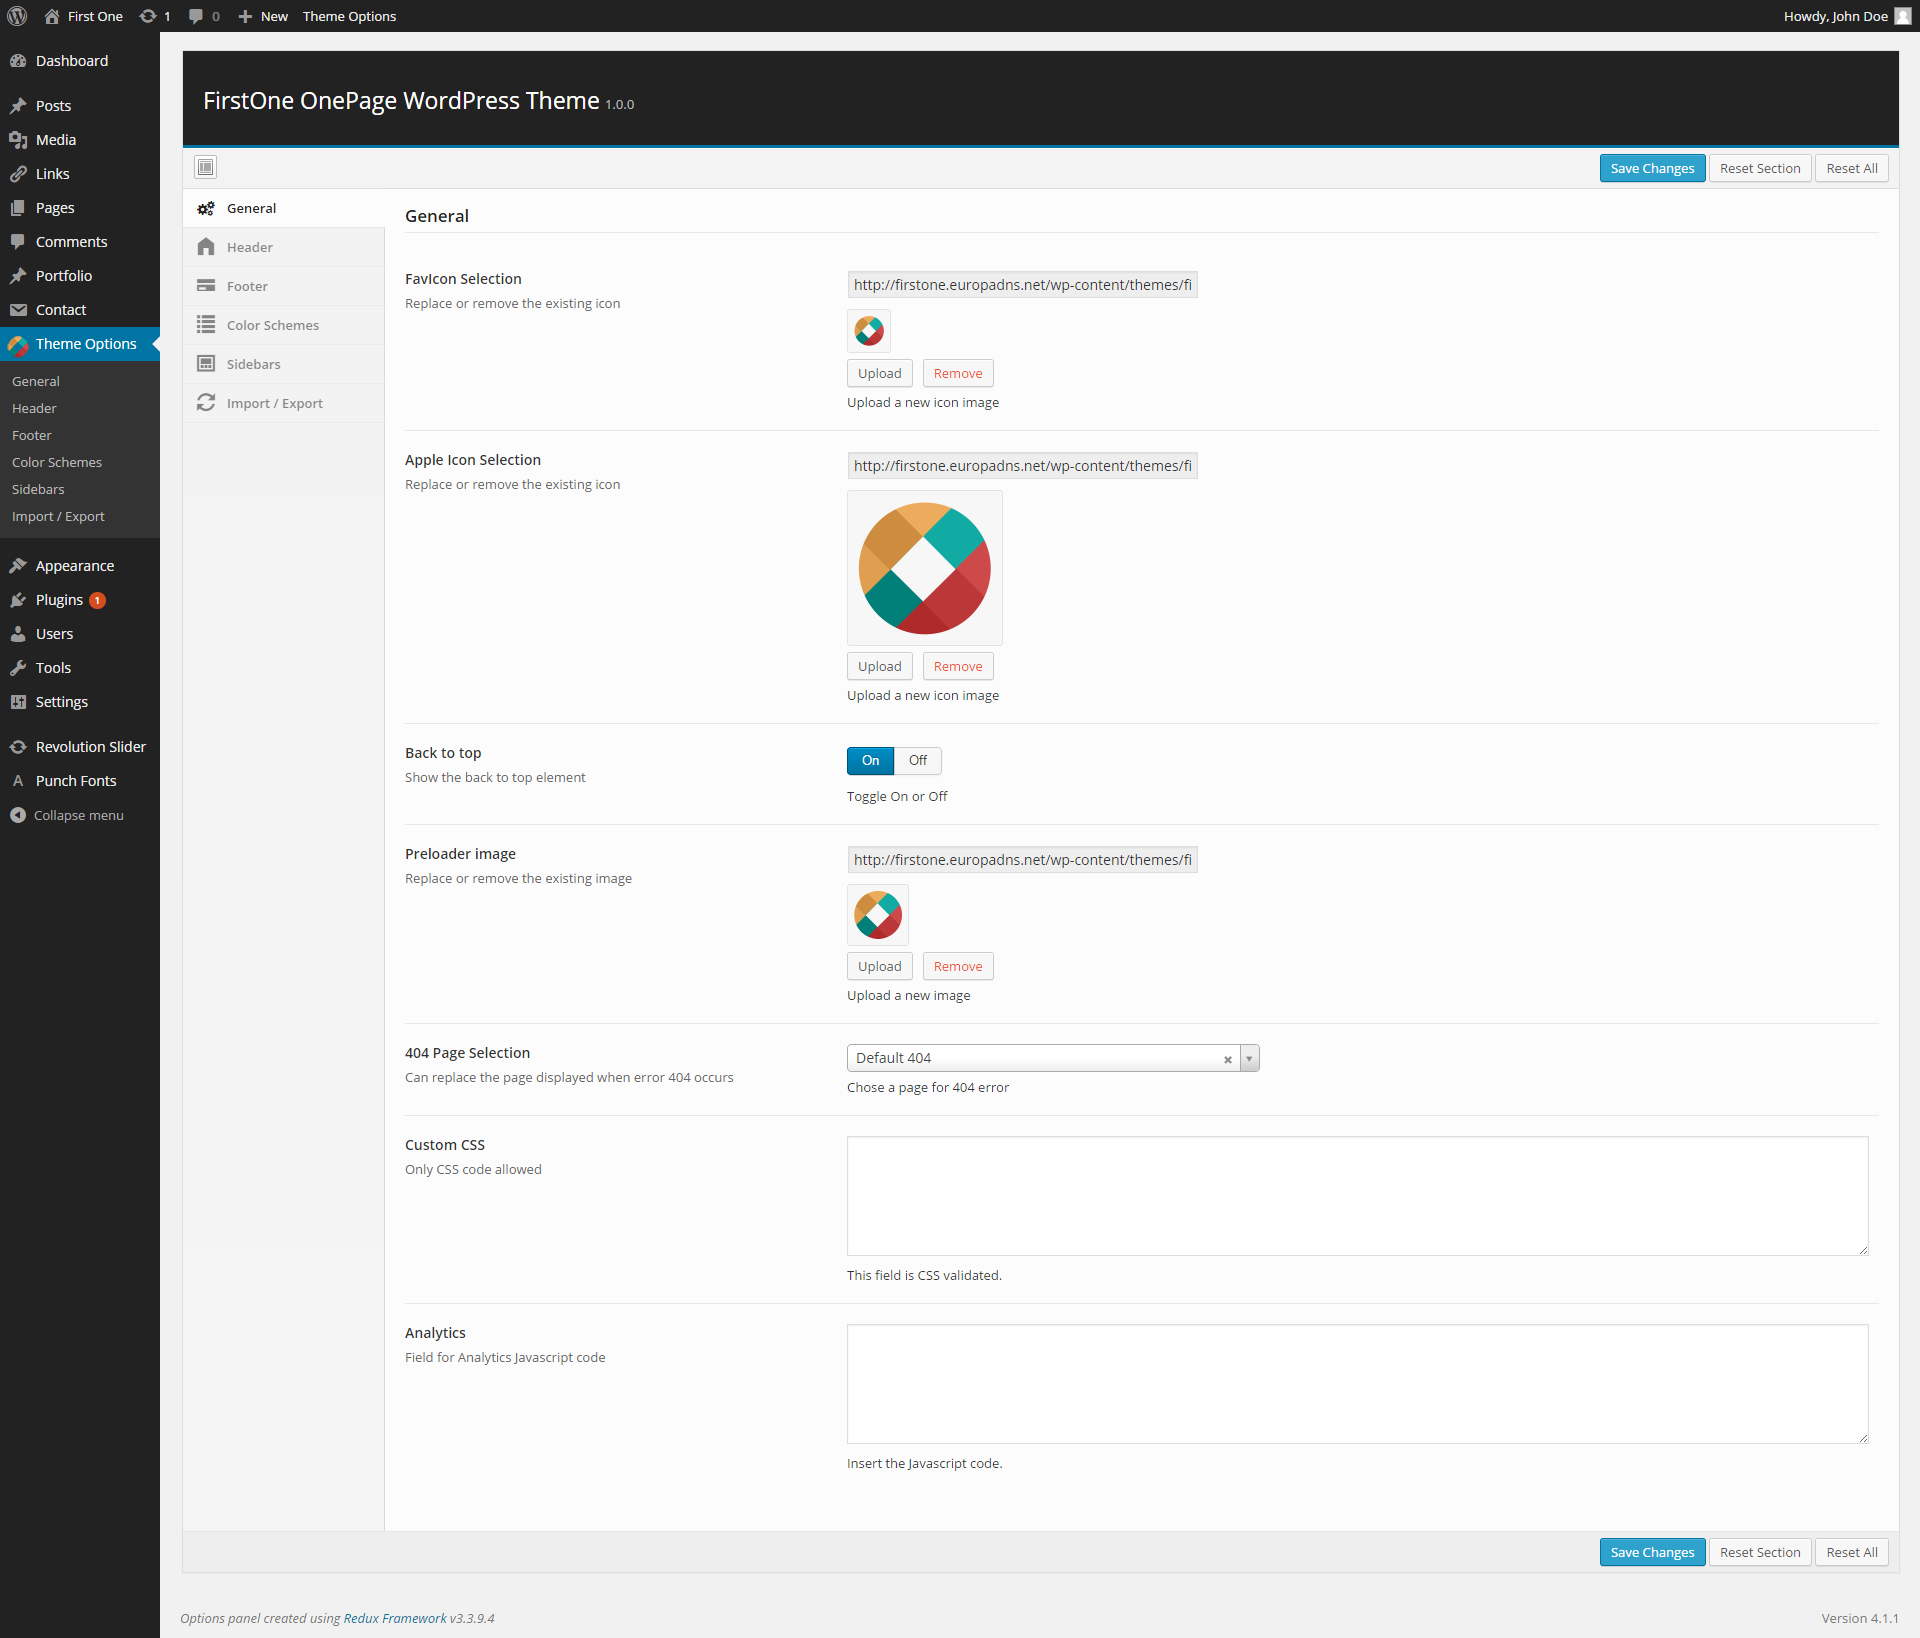 First One
1
0
New
Theme Options
Howdy, John Doe
Dashboard
Posts
Media
Links
Pages
Comments
Portfolio
Contact
Theme Options
General
Header
Footer
Color Schemes
Sidebars
Import / Export
Appearance
Plugins 1
Users
Tools
Settings
Revolution Slider
A Punch Fonts
Collapse menu
FirstOne OnePage WordPress Theme 1.0.0
Save Changes
Reset Section
Reset All
General
Header
Footer
Color Schemes
Sidebars
Import / Export
General
FavIcon Selection
Replace or remove the existing icon
http://firstone.europadns.net/wp-content/themes/fi
Upload
Remove
Upload a new icon image
Apple Icon Selection
Replace or remove the existing icon
http://firstone.europadns.net/wp-content/themes/fi
Upload
Remove
Upload a new icon image
Back to top
Show the back to top element
On
Off
Toggle On or Off
Preloader image
Replace or remove the existing image
http://firstone.europadns.net/wp-content/themes/fi
Upload
Remove
Upload a new image
404 Page Selection
Can replace the page displayed when error 404 occurs
Default 404
Chose a page for 404 error
Custom CSS
Only CSS code allowed
This field is CSS validated.
Analytics
Field for Analytics Javascript code
Insert the Javascript code.
Save Changes
Reset Section
Reset All
Options panel created using Redux Framework v3.3.9.4
Version 4.1.1